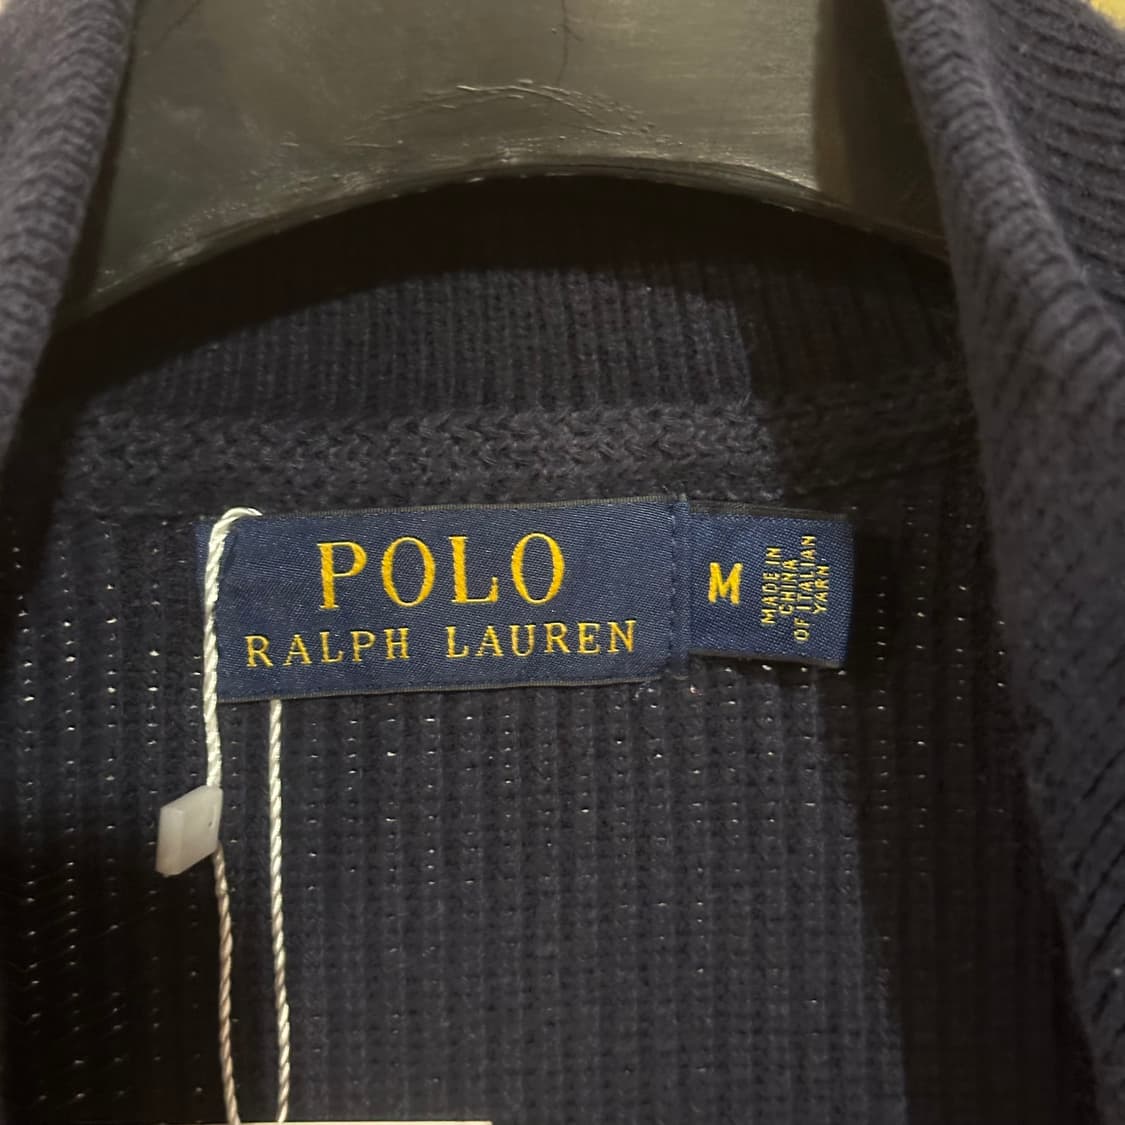 POLO
RALPH LAUREN
M
MADE IN
CHINA
OF ITALIAN
YARN